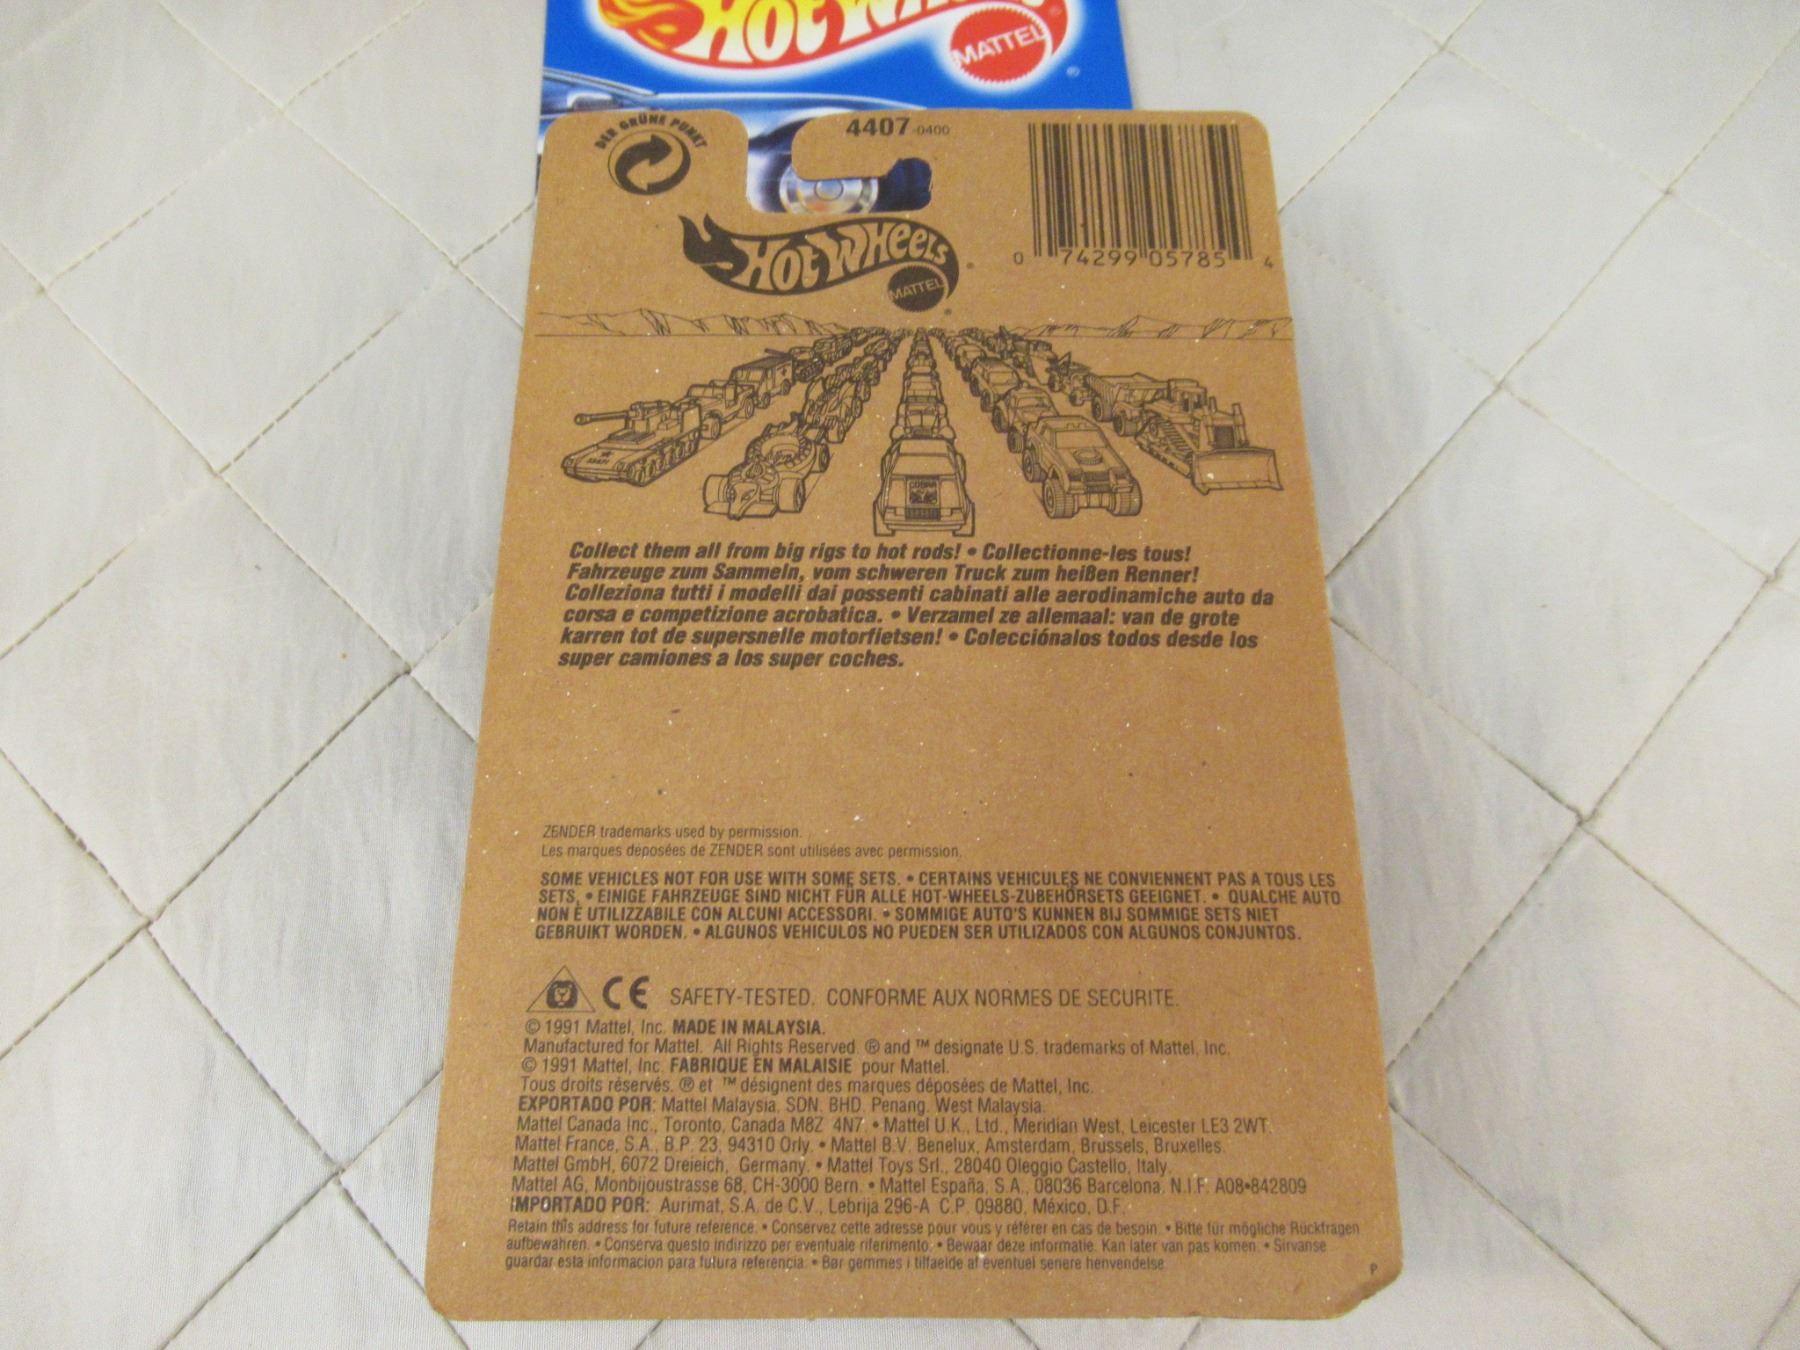 HOT
MATTEL
DER GRÜNE PUNKT
4407-0400
0 74299 05785 4
HOT WHEELS
MATTEL
COBRA
Collect them all from big rigs to hot rods! • Collectionne-les tous!
Fahrzeuge zum Sammeln, vom schweren Truck zum heißen Renner!
Colleziona tutti i modelli dai possenti cabinati alle aerodinamiche auto da
corsa e competizione acrobatica. • Verzamel ze allemaal: van de grote
karren tot de supersnelle motorfietsen! • Colecciónalos todos desde los
super camiones a los super coches.
ZENDER trademarks used by permission.
Les marques déposées de ZENDER sont utilisées avec permission.
SOME VEHICLES NOT FOR USE WITH SOME SETS. • CERTAINS VEHICULES NE CONVIENNENT PAS A TOUS LES
SETS. • EINIGE FAHRZEUGE SIND NICHT FÜR ALLE HOT-WHEELS-ZUBEHÖRSETS GEEIGNET. • QUALCHE AUTO
NON È UTILIZZABILE CON ALCUNI ACCESSORI. • SOMMIGE AUTO'S KUNNEN BIJ SOMMIGE SETS NIET
GEBRUIKT WORDEN. • ALGUNOS VEHICULOS NO PUEDEN SER UTILIZADOS CON ALGUNOS CONJUNTOS.
CE SAFETY-TESTED. CONFORME AUX NORMES DE SECURITE.
© 1991 Mattel, Inc. MADE IN MALAYSIA.
Manufactured for Mattel. All Rights Reserved. ® and ™ designate U.S. trademarks of Mattel, Inc.
© 1991 Mattel, Inc. FABRIQUE EN MALAISIE pour Mattel.
Tous droits réservés. ® et ™ désignent des marques déposées de Mattel, Inc.
EXPORTADO POR: Mattel Malaysia, SDN. BHD. Penang. West Malaysia.
Mattel Canada Inc., Toronto, Canada M8Z 4N7. • Mattel U.K., Ltd., Meridian West, Leicester LE3 2WT.
Mattel France, S.A., B.P. 23, 94310 Orly. • Mattel B.V. Benelux, Amsterdam, Brussels, Bruxelles.
Mattel GmbH, 6072 Dreieich, Germany. • Mattel Toys Srl., 28040 Oleggio Castello, Italy.
Mattel AG, Monbijoustrasse 68, CH-3000 Bern. • Mattel España, S.A., 08036 Barcelona. N.I.F. A08•842809
IMPORTADO POR: Aurimat, S.A. de C.V., Lebrija 296-A C.P. 09880, México, D.F.
Retain this address for future reference. • Conservez cette adresse pour vous y référer en cas de besoin. • Bitte für mögliche Rückfragen
aufbewahren. • Conserva questo indirizzo per eventuale riferimento. • Bewaar deze informatie. Kan later van pas komen. • Sirvanse
guardar esta informacion para futura referencia. • Bør gemmes i tilfaelde af eventuel senere henvendelse
P